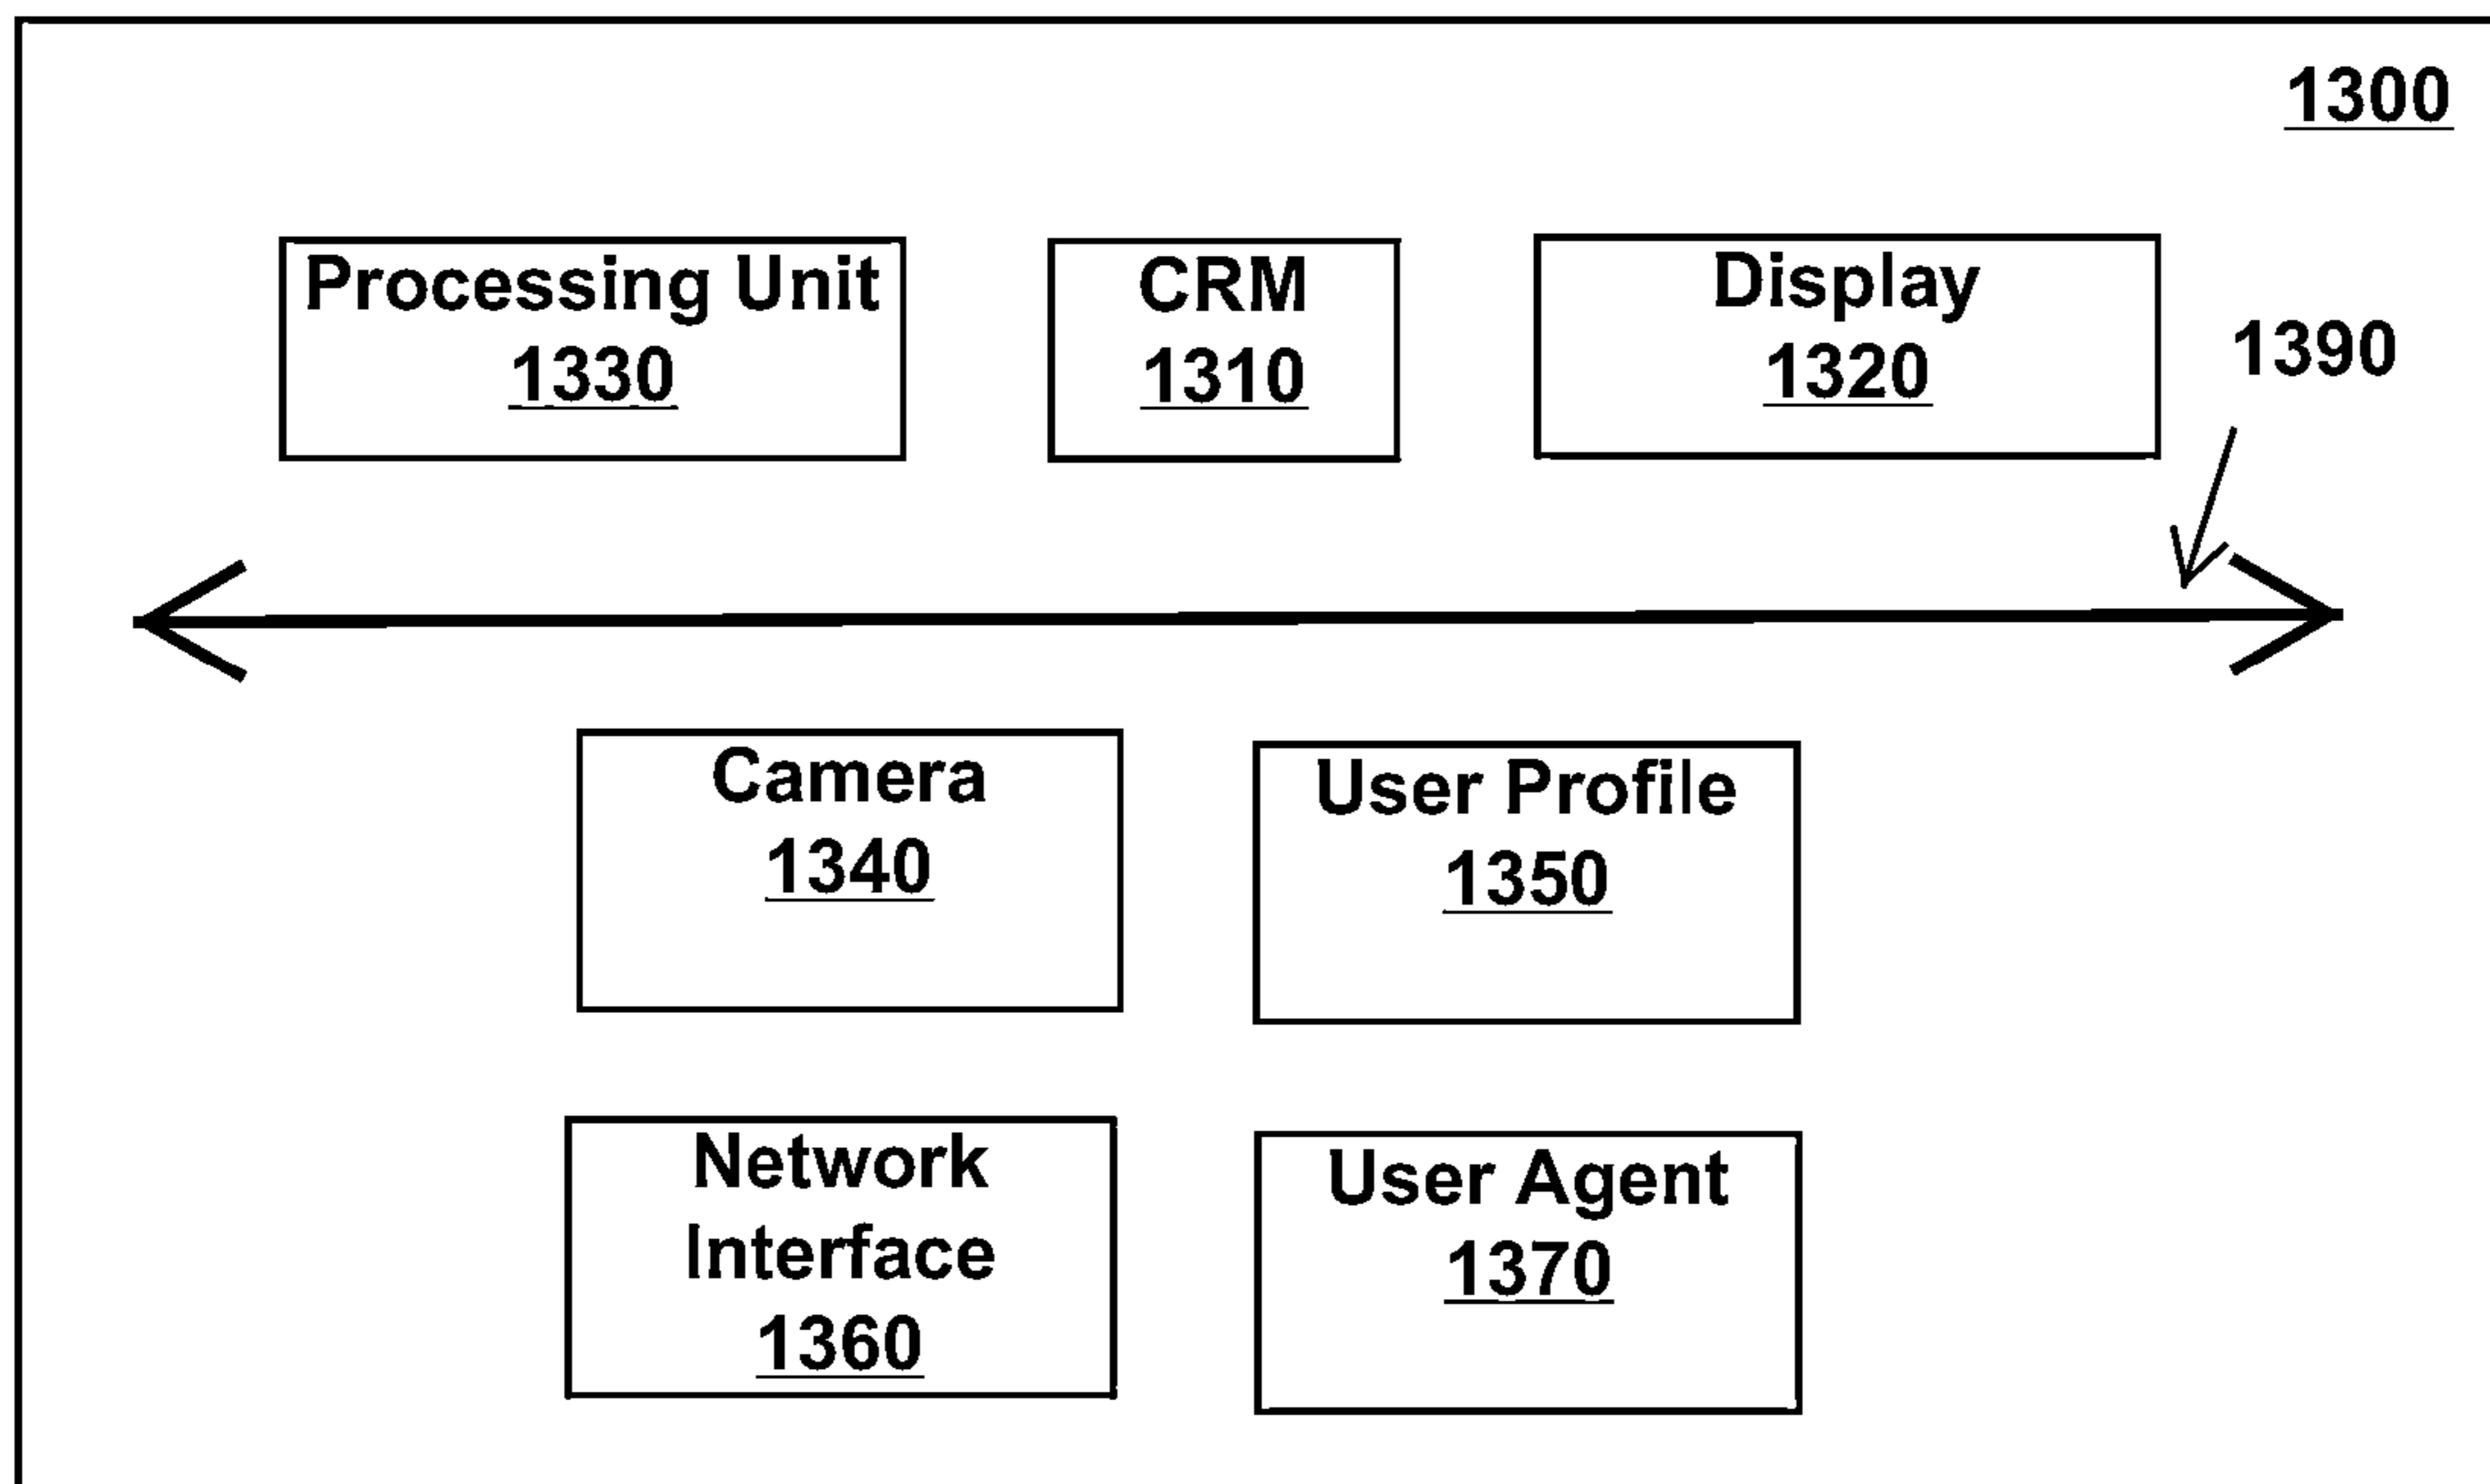 1300
Processing Unit
1330
CRM
1310
Display
1320
1390
Camera
1340
User Profile
1350
Network
Interface
1360
User Agent
1370